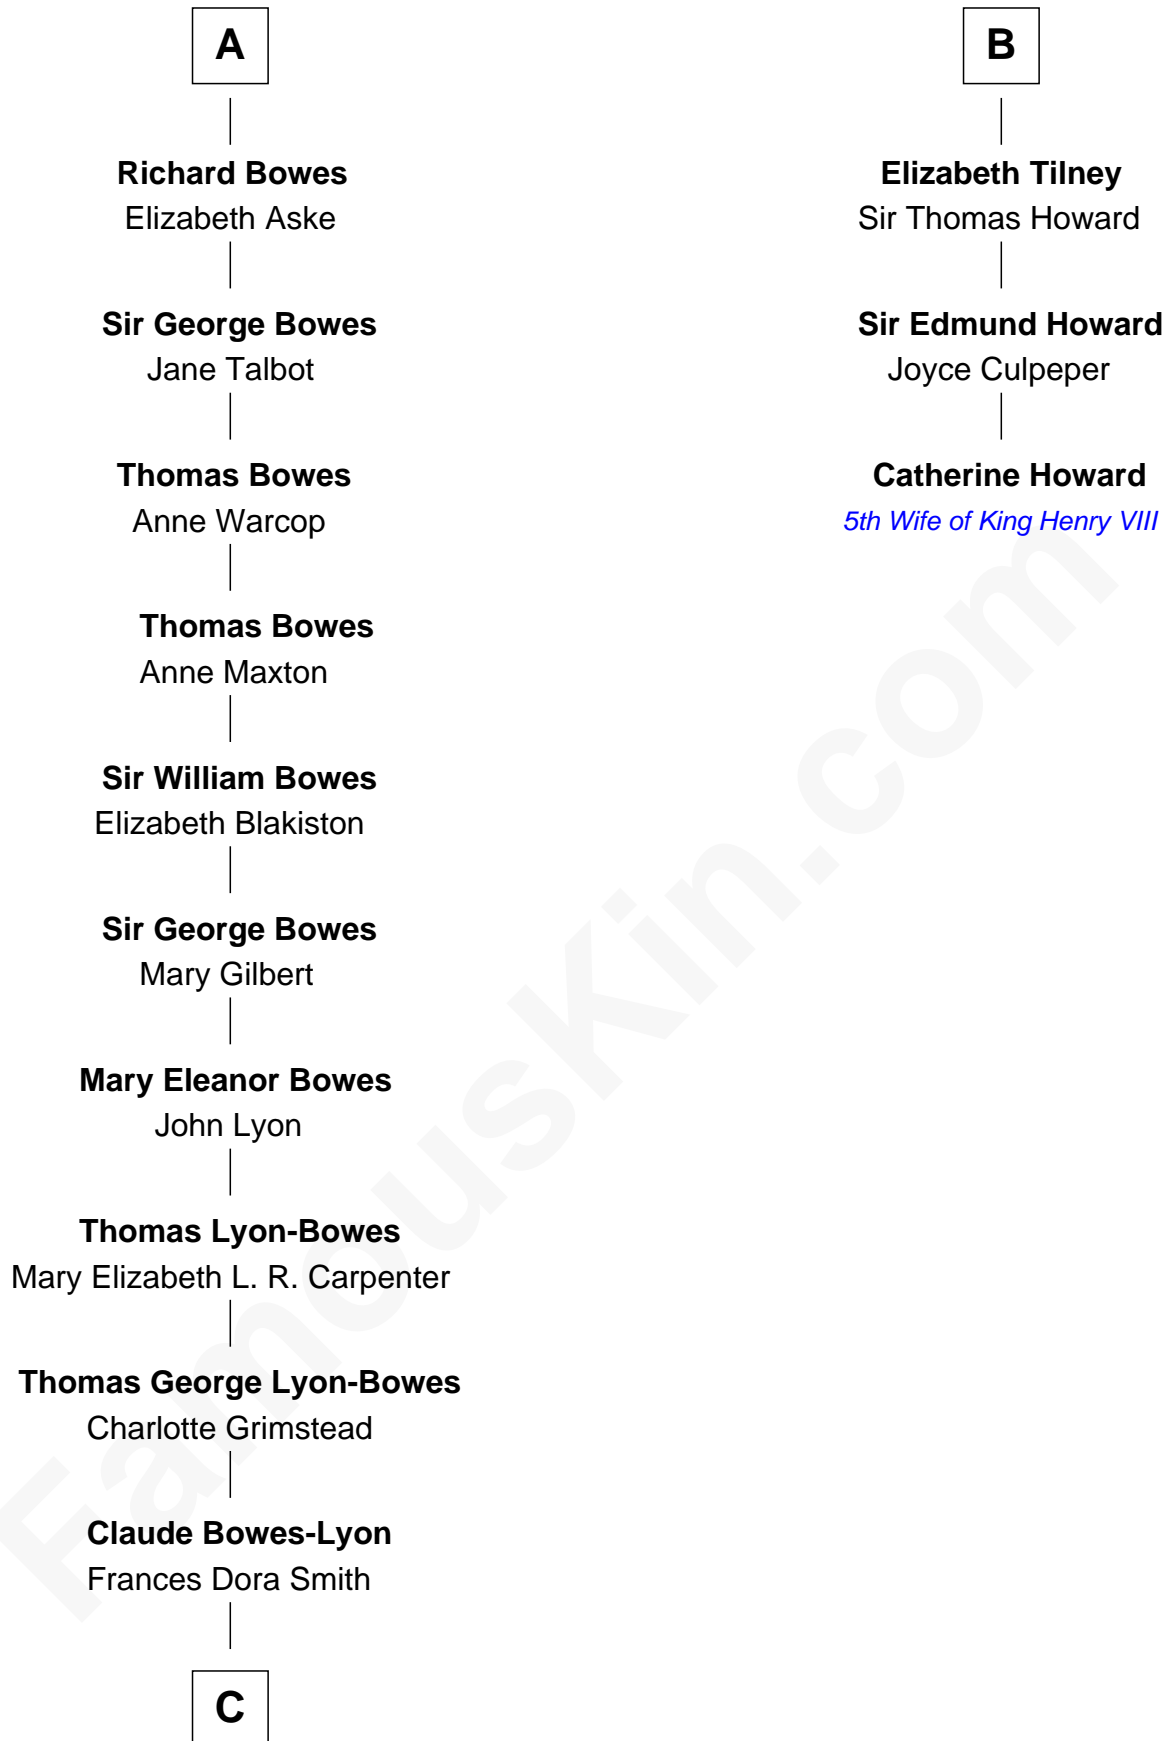 A
Richard Bowes
Elizabeth Aske
Sir George Bowes
Jane Talbot
Thomas Bowes
Anne Warcop
Thomas Bowes
Anne Maxton
Sir William Bowes
Elizabeth Blakiston
Sir George Bowes
Mary Gilbert
Mary Eleanor Bowes
John Lyon
Thomas Lyon-Bowes
Mary Elizabeth L. R. Carpenter
Thomas George Lyon-Bowes
Charlotte Grimstead
Claude Bowes-Lyon
Frances Dora Smith
C
B
Elizabeth Tilney
Sir Thomas Howard
Sir Edmund Howard
Joyce Culpeper
Catherine Howard
5th Wife of King Henry VIII
FamousKin.com